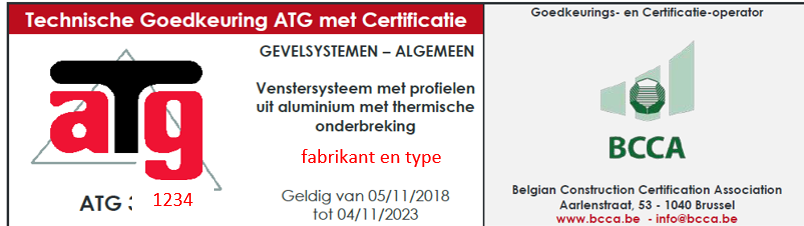 Technische Goedkeuring ATG met Certificatie
aTg
ATG 1234
GEVELSYSTEMEN – ALGEMEEN
Venstersysteem met profielen
uit aluminium met thermische
onderbreking
fabrikant en type
Geldig van 05/11/2018
tot 04/11/2023
Goedkeurings- en Certificatie-operator
BCCA
Belgian Construction Certification Association
Aarlenstraat, 53 - 1040 Brussel
www.bcca.be - info@bcca.be